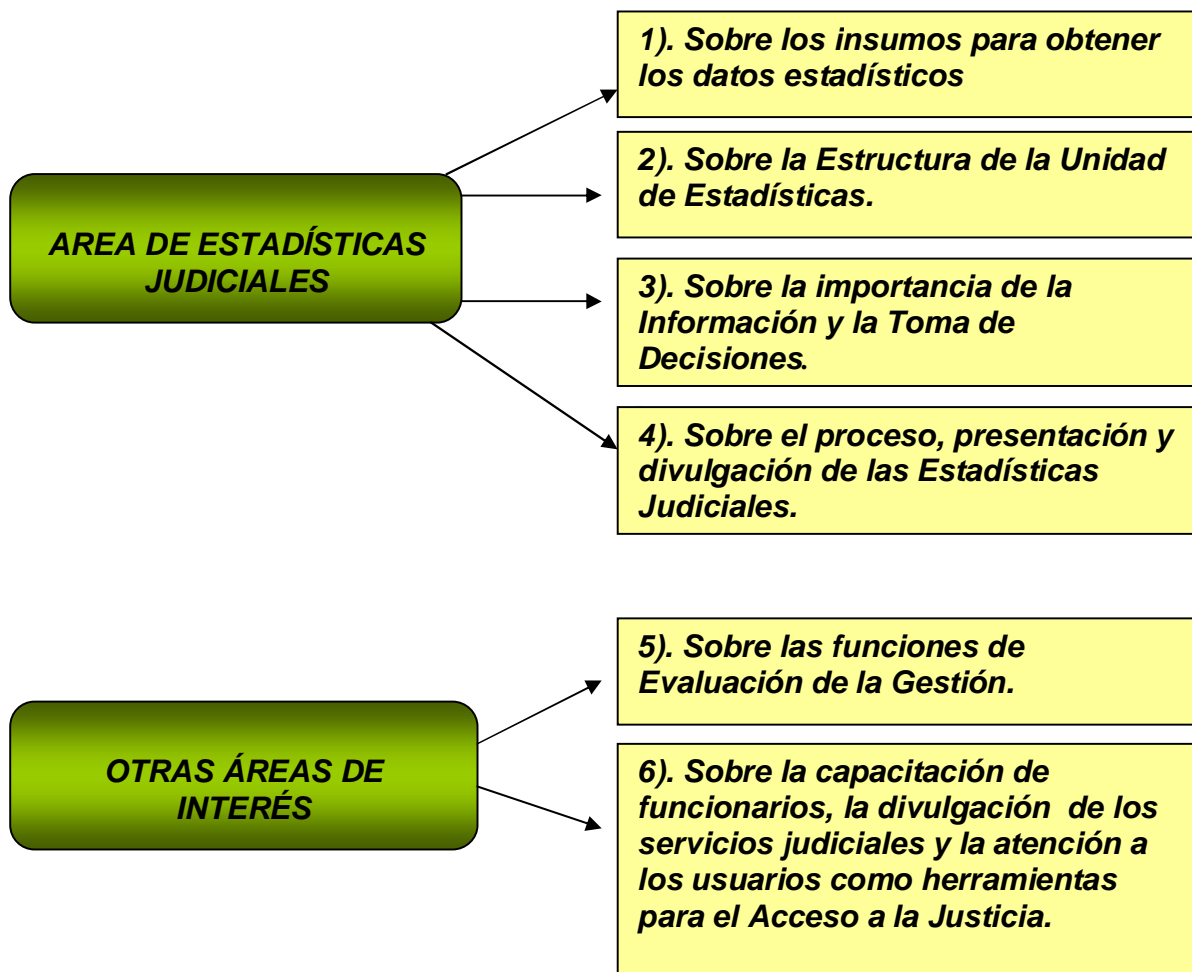 1). Sobre los insumos para obtener
los datos estadísticos
2). Sobre la Estructura de la Unidad
de Estadísticas.
AREA DE ESTADÍSTICAS
JUDICIALES
3). Sobre la importancia de la
Información y la Toma de
Decisiones.
4). Sobre el proceso, presentación y
divulgación de las Estadísticas
Judiciales.
5). Sobre las funciones de
Evaluación de la Gestión.
OTRAS ÁREAS DE
INTERÉS
6). Sobre la capacitación de
funcionarios, la divulgación de los
servicios judiciales y la atención a
los usuarios como herramientas
para el Acceso a la Justicia.